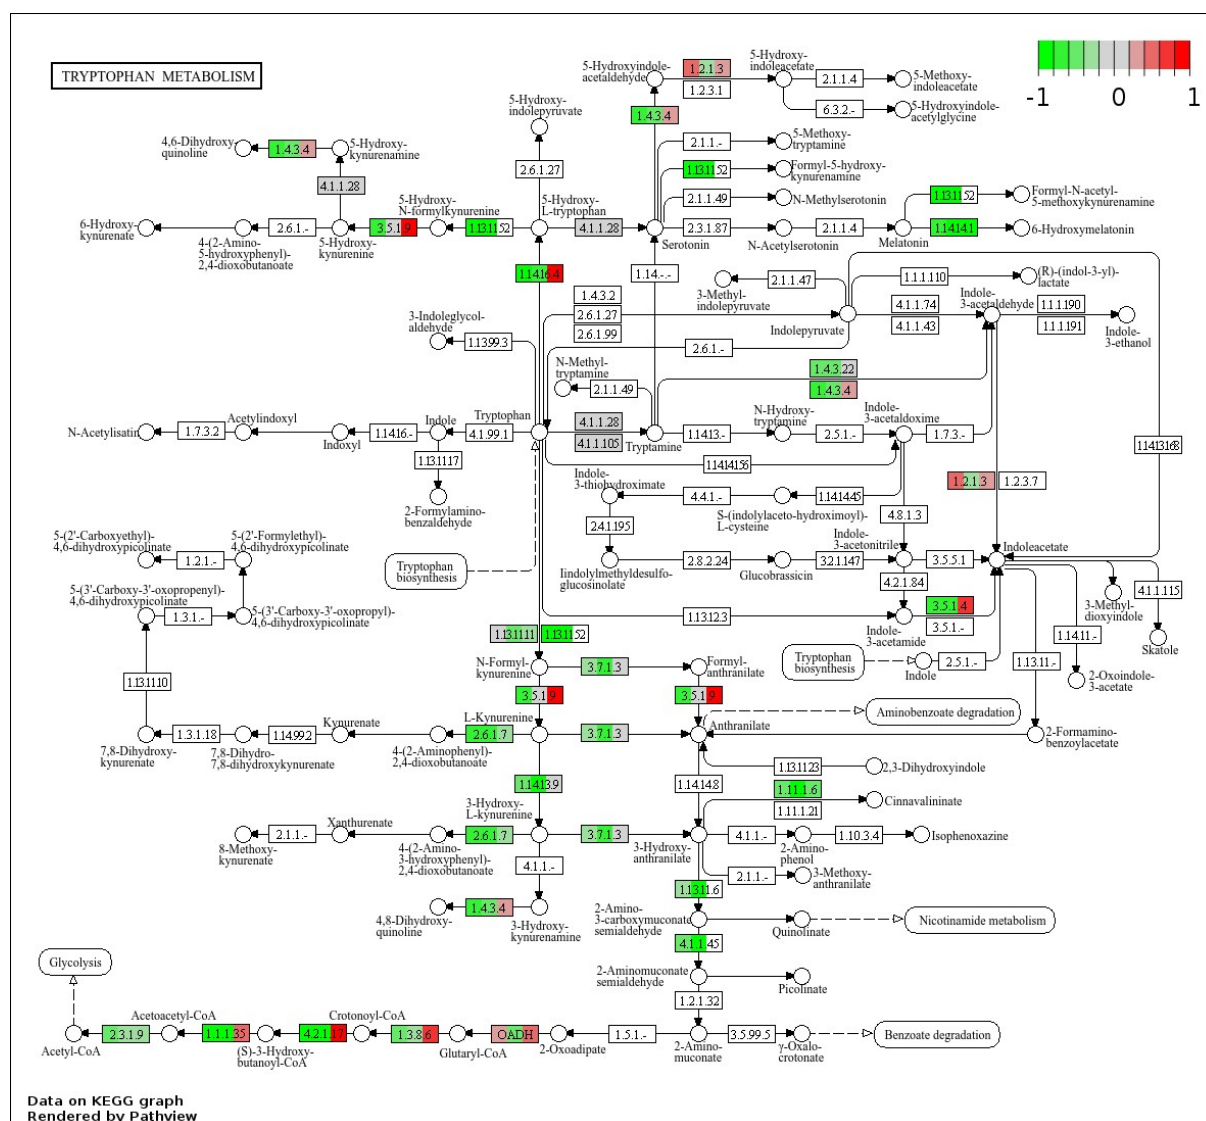 TRYPTOPHAN METABOLISM
-1
0
1
5-Hydroxyindole-
acetaldehyde
1.2.1.3
1.2.3.1
5-Hydroxy-
indoleacetate
2.1.1.4
5-Methoxy-
indoleacetate
6.3.2.-
5-Hydroxyindole-
acetylglycine
5-Hydroxy-
indolepyruvate
1.4.3.4
4,6-Dihydroxy-
quinoline
1.4.3.4
5-Hydroxy-
kynurenamine
2.6.1.27
2.1.1.-
5-Methoxy-
tryptamine
1.13.11.52
Formyl-5-hydroxy-
kynurenamine
4.1.1.28
2.1.1.49
N-Methylserotonin
1.13.11.52
Formyl-N-acetyl-
5-methoxykynurenamine
5-Hydroxy-
N-formylkynurenine
5-Hydroxy-
L-tryptophan
6-Hydroxy-
kynurenate
2.6.1.-
3.5.1.9
1.13.11.52
4.1.1.28
Serotonin
2.3.1.87
N-Acetylserotonin
2.1.1.4
Melatonin
1.14.14.1
6-Hydroxymelatonin
4-(2-Amino-
5-hydroxyphenyl)-
2,4-dioxobutanoate
5-Hydroxy-
kynurenine
1.14.16.4
1.14.-.-
3-Methyl-
indolepyruvate
2.1.1.47
1.1.1.110
(R)-(indol-3-yl)-
lactate
1.4.3.2
2.6.1.27
2.6.1.99
Indolepyruvate
4.1.1.74
4.1.1.43
Indole-
3-acetaldehyde
1.1.1.190
1.1.1.191
Indole-
3-ethanol
3-Indoleglycol-
aldehyde
1.13.99.3
2.6.1.-
N-Methyl-
tryptamine
2.1.1.49
1.4.3.22
1.4.3.4
N-Acetylisatin
1.7.3.2
Acetylindoxyl
Indoxyl
1.14.16.-
Indole
4.1.99.1
Tryptophan
4.1.1.28
4.1.1.105
Tryptamine
1.14.13.-
N-Hydroxy-
tryptamine
2.5.1.-
Indole-
3-acetaldoxime
1.7.3.-
1.14.13.168
1.13.11.17
1.14.14.156
2-Formylamino-
benzaldehyde
Indole-
3-thiohydroximate
4.4.1.-
1.14.14.45
S-(indolylaceto-hydroximoyl)-
L-cysteine
1.2.1.3
1.2.3.7
2.4.1.195
4.8.1.3
5-(2'-Carboxyethyl)-
4,6-dihydroxypicolinate
1.2.1.-
5-(2'-Formylethyl)-
4,6-dihydroxypicolinate
Tryptophan
biosynthesis
Iindolylmethyldesulfo-
glucosinolate
2.8.2.24
Glucobrassicin
3.2.1.147
Indole-
3-acetonitrile
3.5.5.1
Indoleacetate
5-(3'-Carboxy-3'-oxopropenyl)-
4,6-dihydroxypicolinate
1.3.1.-
5-(3'-Carboxy-3'-oxopropyl)-
4,6-dihydroxypicolinate
4.2.1.84
1.13.12.3
3.5.1.4
3.5.1.-
Indole-
3-acetamide
3-Methyl-
dioxyindole
4.1.1.115
Skatole
1.13.11.11
1.13.11.52
1.14.11.-
1.13.11.-
2-Oxoindole-
3-acetate
Tryptophan
biosynthesis
Indole
2.5.1.-
N-Formyl-
kynurenine
3.7.1.3
Formyl-
anthranilate
1.13.11.10
3.5.1.9
3.5.1.9
Aminobenzoate degradation
7,8-Dihydroxy-
kynurenate
1.3.1.18
7,8-Dihydro-
7,8-dihydroxykynurenate
1.14.99.2
Kynurenate
4-(2-Aminophenyl)-
2,4-dioxobutanoate
2.6.1.7
L-Kynurenine
3.7.1.3
Anthranilate
2-Formamino-
benzoylacetate
1.13.11.23
2,3-Dihydroxyindole
1.14.13.9
1.14.14.8
1.11.1.6
1.11.1.21
Cinnavalininate
2.1.1.-
8-Methoxy-
kynurenate
Xanthurenate
4-(2-Amino-
3-hydroxyphenyl)-
2,4-dioxobutanoate
2.6.1.7
3-Hydroxy-
L-kynurenine
3.7.1.3
3-Hydroxy-
anthranilate
4.1.1.-
2-Amino-
phenol
1.10.3.4
Isophenoxazine
4.1.1.-
2.1.1.-
3-Methoxy-
anthranilate
1.13.11.6
4,8-Dihydroxy-
quinoline
1.4.3.4
3-Hydroxy-
kynurenamine
2-Amino-
3-carboxymuconate
semialdehyde
Quinolinate
Nicotinamide metabolism
4.1.1.45
Glycolysis
2-Aminomuconate
semialdehyde
Picolinate
1.2.1.32
Acetyl-CoA
2.3.1.9
Acetoacetyl-CoA
1.1.1.35
(S)-3-Hydroxy-
butanoyl-CoA
4.2.1.17
Crotonoyl-CoA
1.3.8.6
Glutaryl-CoA
OADH
2-Oxoadipate
1.5.1.-
2-Amino-
muconate
3.5.99.5
γ-Oxalo-
crotonate
Benzoate degradation
Data on KEGG graph
Rendered by Pathview